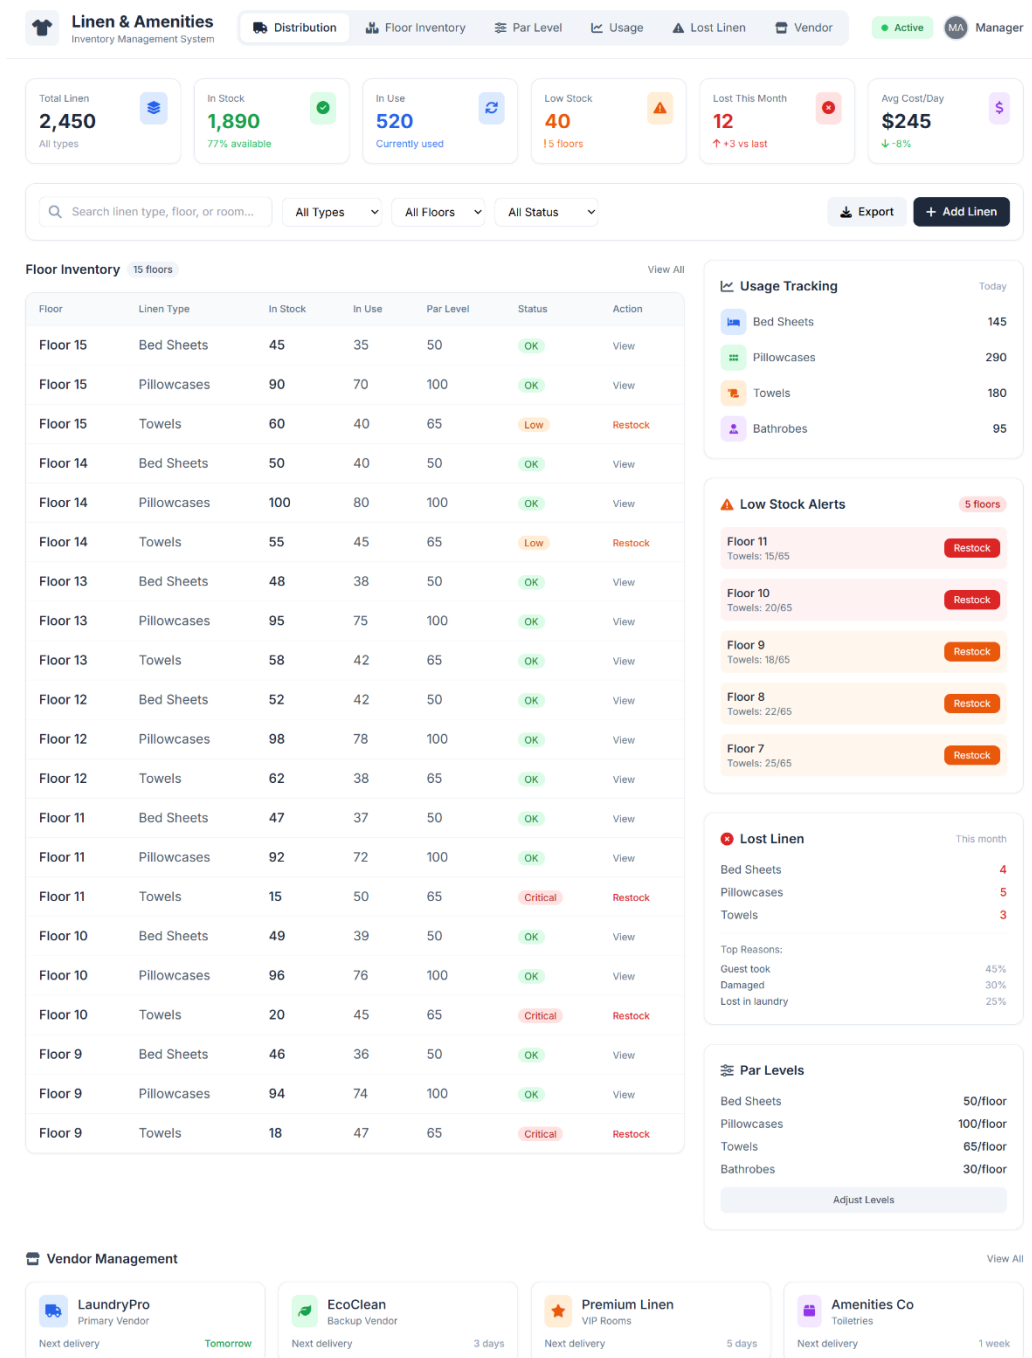 Linen & Amenities
Inventory Management System
Distribution
Floor Inventory
Par Level
Usage
Lost Linen
Vendor
Active
MA
Manager
Total Linen
2,450
All types
In Stock
1,890
77% available
In Use
520
Currently used
Low Stock
40
! 5 floors
Lost This Month
12
↑ +3 vs last
Avg Cost/Day
$245
↓ -8%
Search linen type, floor, or room...
All Types
All Floors
All Status
Export
+ Add Linen
Floor Inventory 15 floors View All
Floor Linen Type In Stock In Use Par Level Status Action
Floor 15 Bed Sheets 45 35 50 OK View
Floor 15 Pillowcases 90 70 100 OK View
Floor 15 Towels 60 40 65 Low Restock
Floor 14 Bed Sheets 50 40 50 OK View
Floor 14 Pillowcases 100 80 100 OK View
Floor 14 Towels 55 45 65 Low Restock
Floor 13 Bed Sheets 48 38 50 OK View
Floor 13 Pillowcases 95 75 100 OK View
Floor 13 Towels 58 42 65 OK View
Floor 12 Bed Sheets 52 42 50 OK View
Floor 12 Pillowcases 98 78 100 OK View
Floor 12 Towels 62 38 65 OK View
Floor 11 Bed Sheets 47 37 50 OK View
Floor 11 Pillowcases 92 72 100 OK View
Floor 11 Towels 15 50 65 Critical Restock
Floor 10 Bed Sheets 49 39 50 OK View
Floor 10 Pillowcases 96 76 100 OK View
Floor 10 Towels 20 45 65 Critical Restock
Floor 9 Bed Sheets 46 36 50 OK View
Floor 9 Pillowcases 94 74 100 OK View
Floor 9 Towels 18 47 65 Critical Restock
Usage Tracking Today
Bed Sheets 145
Pillowcases 290
Towels 180
Bathrobes 95
Low Stock Alerts 5 floors
Floor 11
Towels: 15/65
Restock
Floor 10
Towels: 20/65
Restock
Floor 9
Towels: 18/65
Restock
Floor 8
Towels: 22/65
Restock
Floor 7
Towels: 25/65
Restock
Lost Linen This month
Bed Sheets 4
Pillowcases 5
Towels 3
Top Reasons:
Guest took 45%
Damaged 30%
Lost in laundry 25%
Par Levels
Bed Sheets 50/floor
Pillowcases 100/floor
Towels 65/floor
Bathrobes 30/floor
Adjust Levels
Vendor Management View All
LaundryPro
Primary Vendor
Next delivery Tomorrow
EcoClean
Backup Vendor
Next delivery 3 days
Premium Linen
VIP Rooms
Next delivery 5 days
Amenities Co
Toiletries
Next delivery 1 week